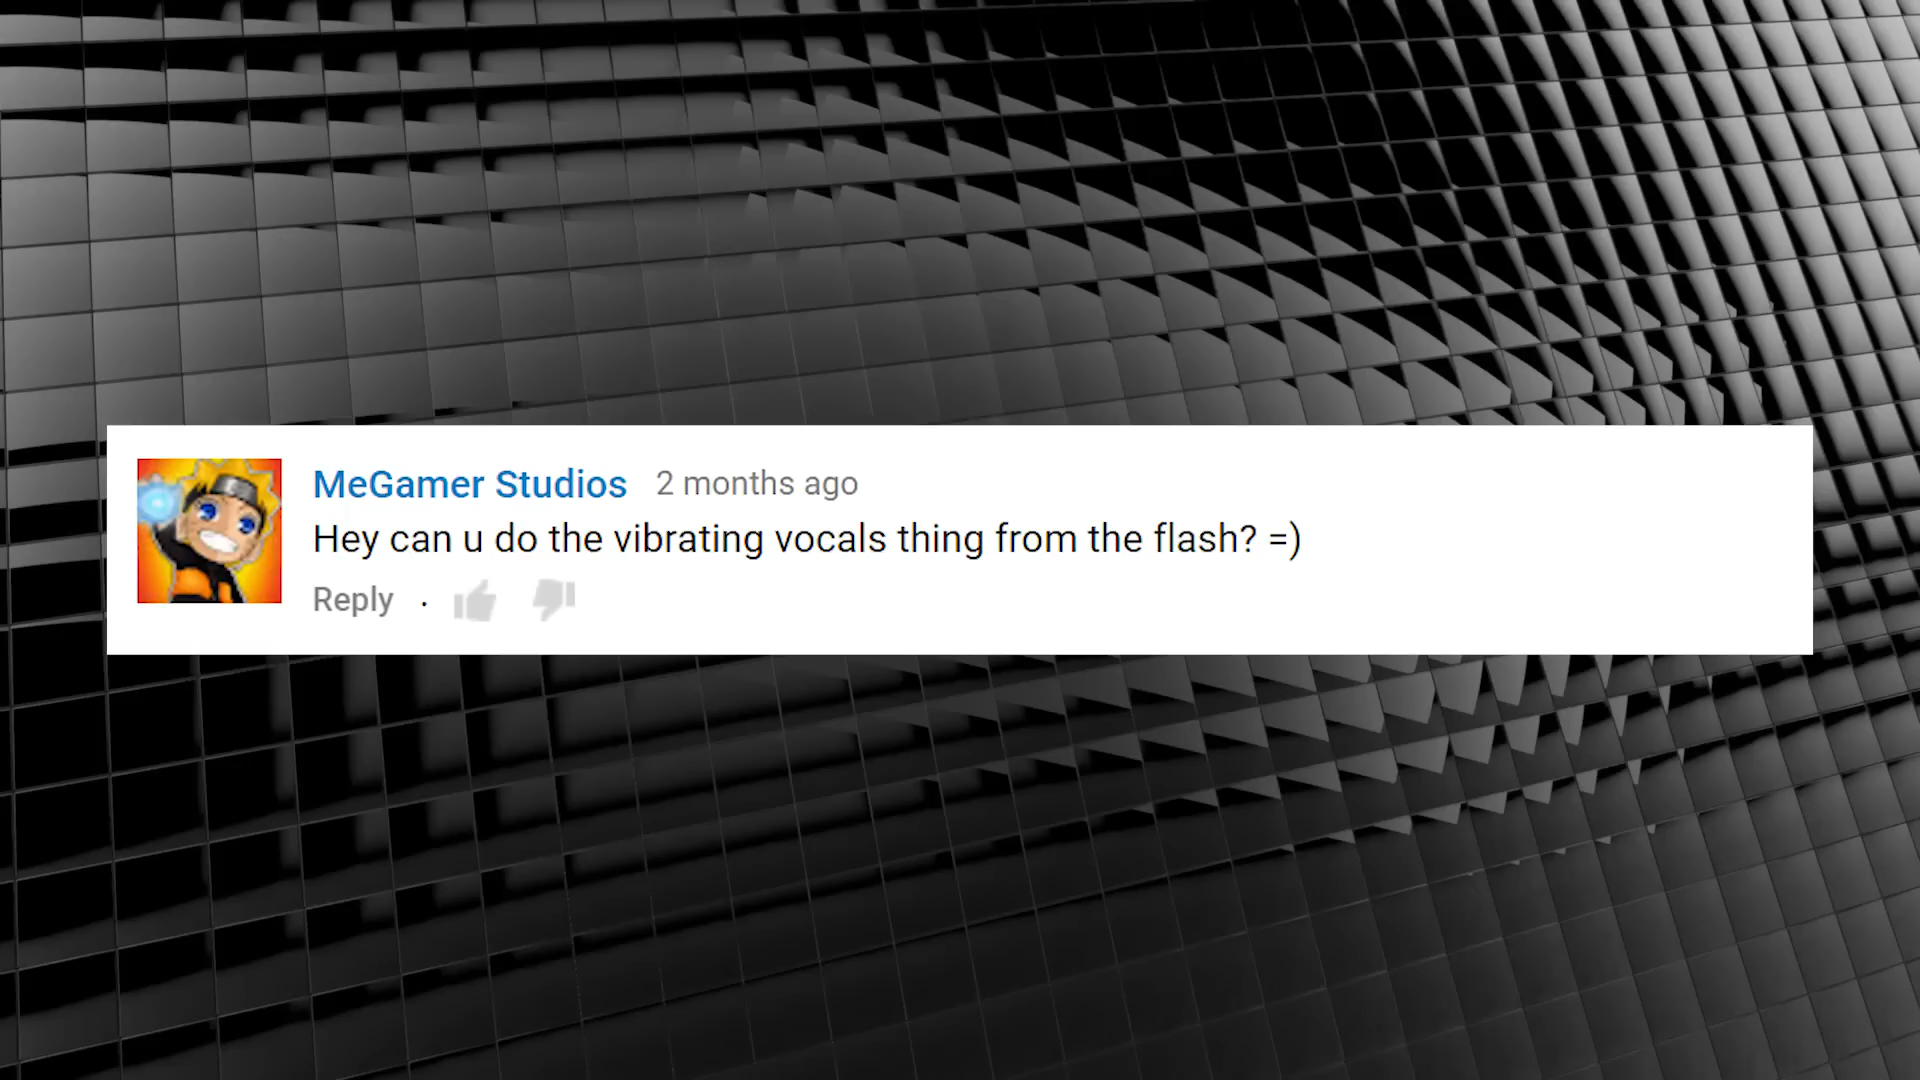 MeGamer Studios 2 months ago
Hey can u do the vibrating vocals thing from the flash? =)
Reply ·